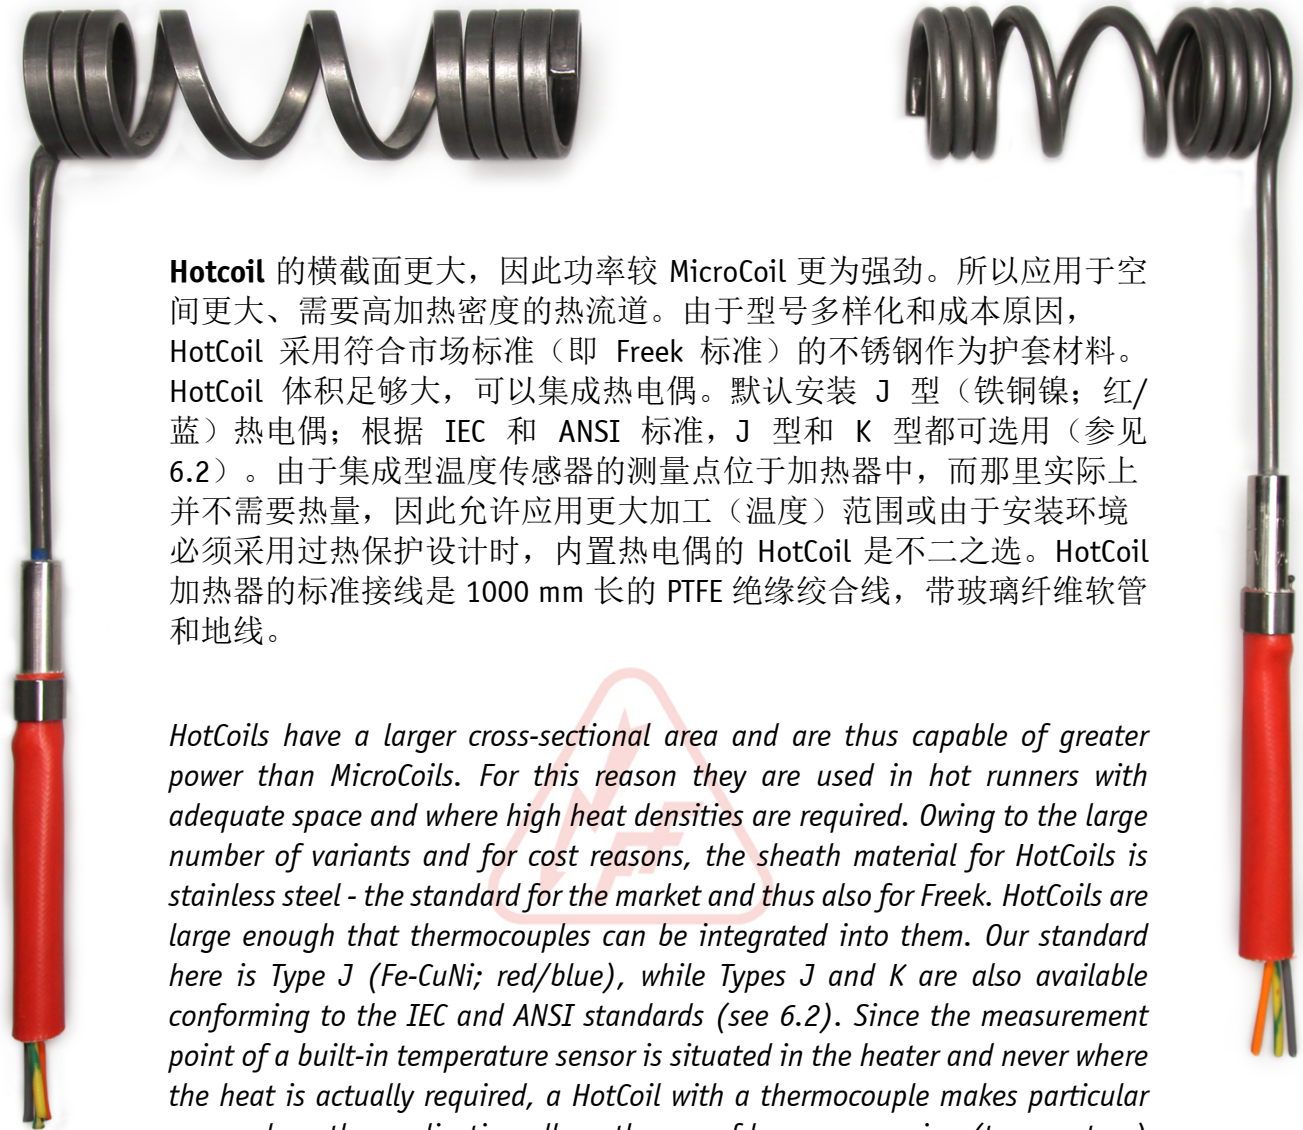 Hotcoil 的横截面更大，因此功率较 MicroCoil 更为强劲。所以应用于空
间更大、需要高加热密度的热流道。由于型号多样化和成本原因，
HotCoil 采用符合市场标准（即 Freek 标准）的不锈钢作为护套材料。
HotCoil 体积足够大，可以集成热电偶。默认安装 J 型（铁铜镍；红/
蓝）热电偶；根据 IEC 和 ANSI 标准，J 型和 K 型都可选用（参见
6.2）。由于集成型温度传感器的测量点位于加热器中，而那里实际上
并不需要热量，因此允许应用更大加工（温度）范围或由于安装环境
必须采用过热保护设计时，内置热电偶的 HotCoil 是不二之选。HotCoil
加热器的标准接线是 1000 mm 长的 PTFE 绝缘绞合线，带玻璃纤维软管
和地线。
HotCoils have a larger cross-sectional area and are thus capable of greater
power than MicroCoils. For this reason they are used in hot runners with
adequate space and where high heat densities are required. Owing to the large
number of variants and for cost reasons, the sheath material for HotCoils is
stainless steel - the standard for the market and thus also for Freek. HotCoils are
large enough that thermocouples can be integrated into them. Our standard
here is Type J (Fe-CuNi; red/blue), while Types J and K are also available
conforming to the IEC and ANSI standards (see 6.2). Since the measurement
point of a built-in temperature sensor is situated in the heater and never where
the heat is actually required, a HotCoil with a thermocouple makes particular